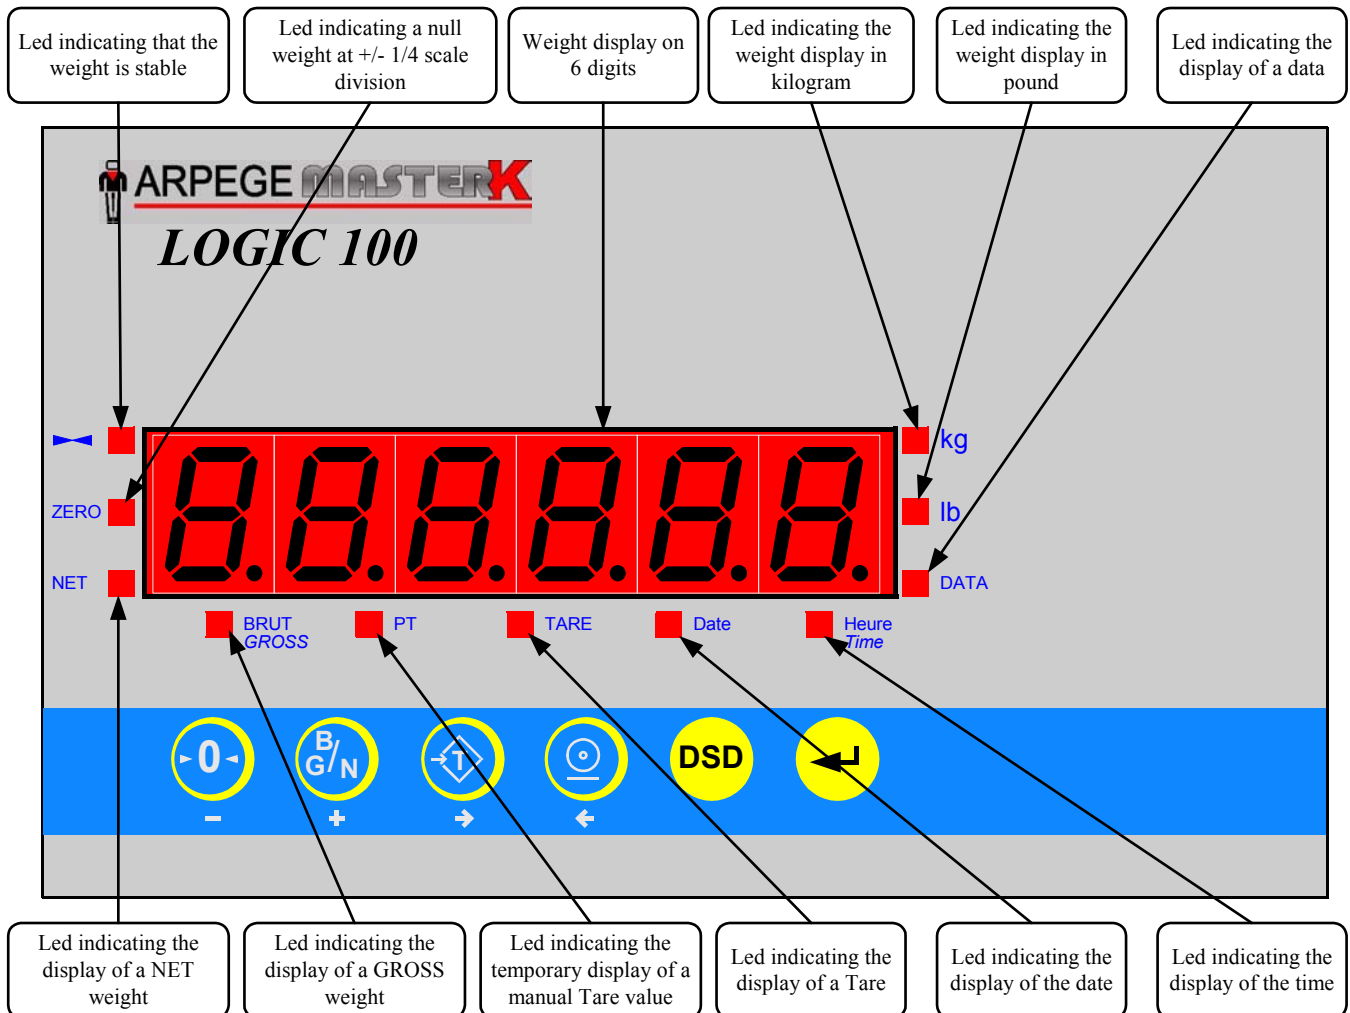 Led indicating that the
weight is stable
Led indicating a null
weight at +/- 1/4 scale
division
Weight display on
6 digits
Led indicating the
weight display in
kilogram
Led indicating the
weight display in
pound
Led indicating the
display of a data
ARPEGE MASTERK
LOGIC 100
kg
ZERO
lb
NET
DATA
BRUT
GROSS
PT
TARE
Date
Heure
Time
0
B
G/N
T
DSD
- +
Led indicating the
display of a NET
weight
Led indicating the
display of a GROSS
weight
Led indicating the
temporary display of a
manual Tare value
Led indicating the
display of a Tare
Led indicating the
display of the date
Led indicating the
display of the time